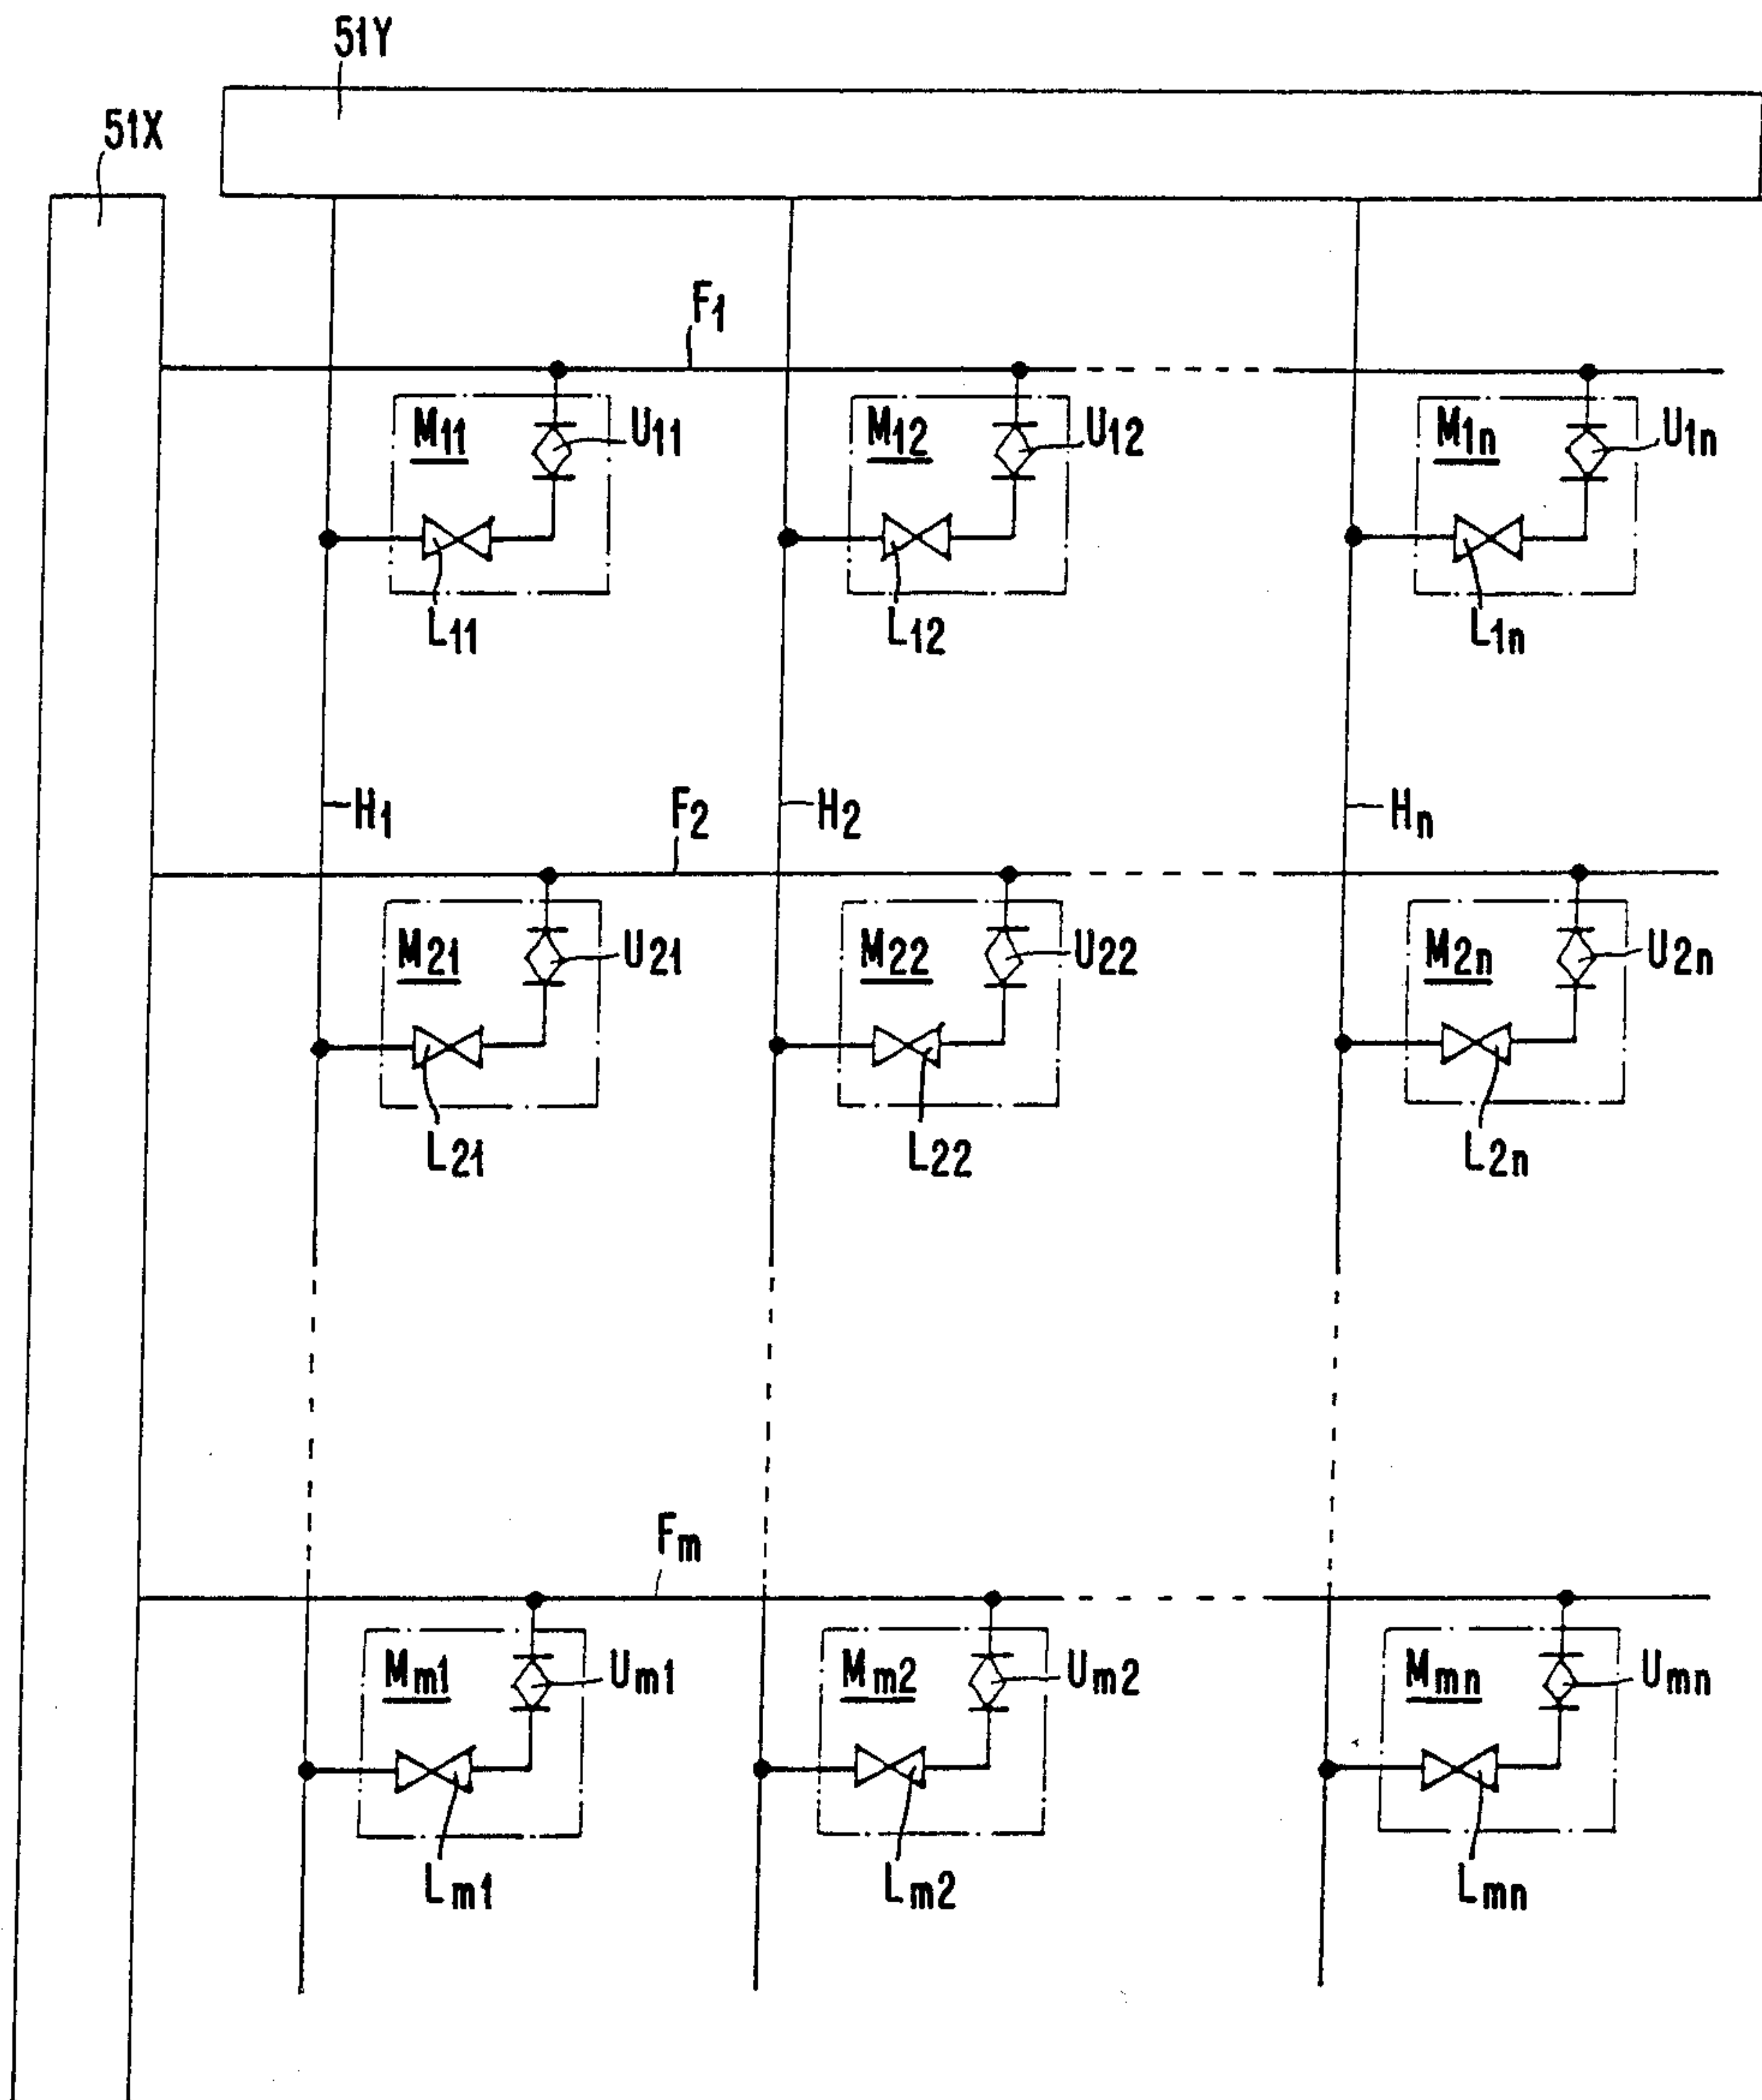 51Y
51X
F1
M11 U11 M12 U12 M1n U1n
L11 L12 L1n
H1 F2 H2 Hn
M21 U21 M22 U22 M2n U2n
L21 L22 L2n
Fm
Mm1 Um1 Mm2 Um2 Mmn Umn
Lm1 Lm2 Lmn